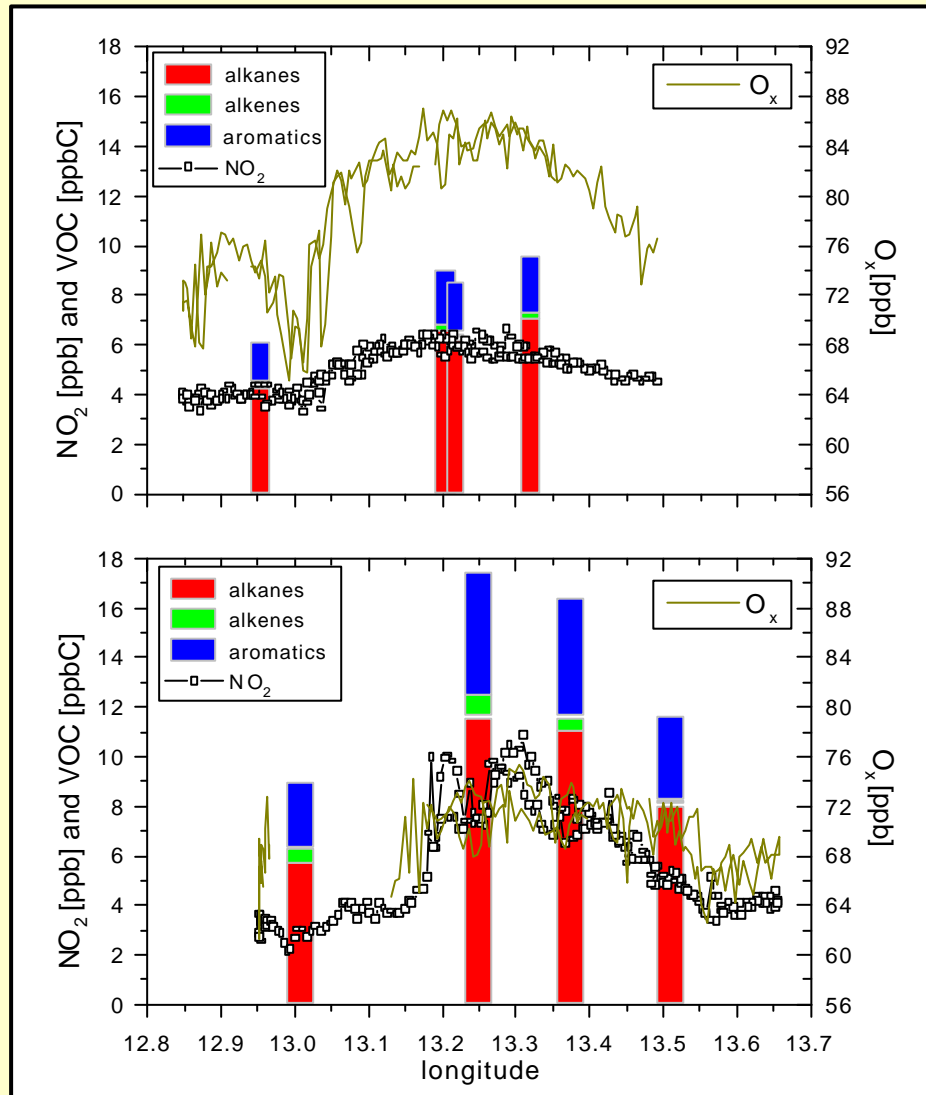 18
16
14
12
10
8
6
4
2
0
NO2 [ppb] and VOC [ppbC]
alkanes
alkenes
aromatics
NO2
Ox
92
88
84
80
76
72
68
64
60
56
Ox [ppb]
18
16
14
12
10
8
6
4
2
0
NO2 [ppb] and VOC [ppbC]
alkanes
alkenes
aromatics
NO2
Ox
92
88
84
80
76
72
68
64
60
56
Ox [ppb]
12.8 12.9 13.0 13.1 13.2 13.3 13.4 13.5 13.6 13.7
longitude